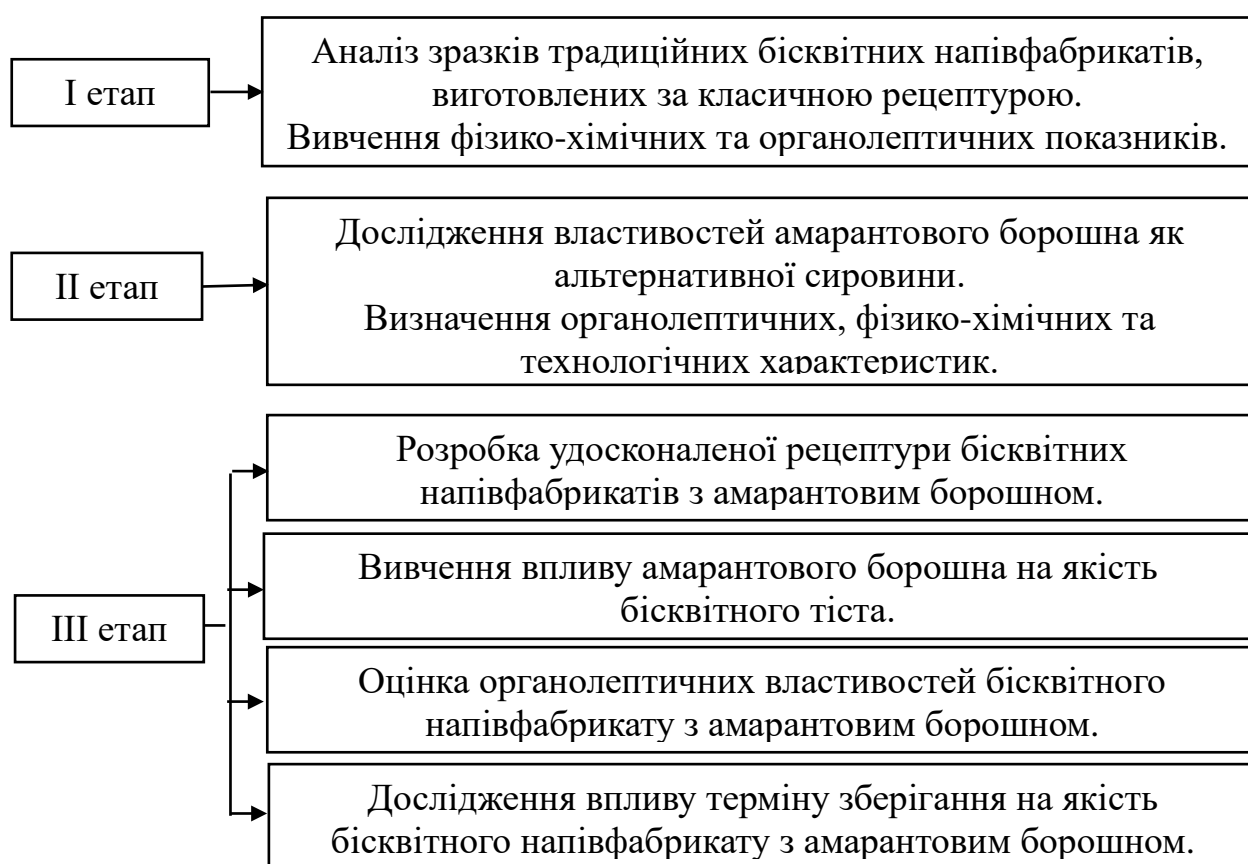 І етап
Аналіз зразків традиційних бісквітних напівфабрикатів,
виготовлених за класичною рецептурою.
Вивчення фізико-хімічних та органолептичних показників.
ІІ етап
Дослідження властивостей амарантового борошна як
альтернативної сировини.
Визначення органолептичних, фізико-хімічних та
технологічних характеристик.
ІІІ етап
Розробка удосконаленої рецептури бісквітних
напівфабрикатів з амарантовим борошном.
Вивчення впливу амарантового борошна на якість
бісквітного тіста.
Оцінка органолептичних властивостей бісквітного
напівфабрикату з амарантовим борошном.
Дослідження впливу терміну зберігання на якість
бісквітного напівфабрикату з амарантовим борошном.